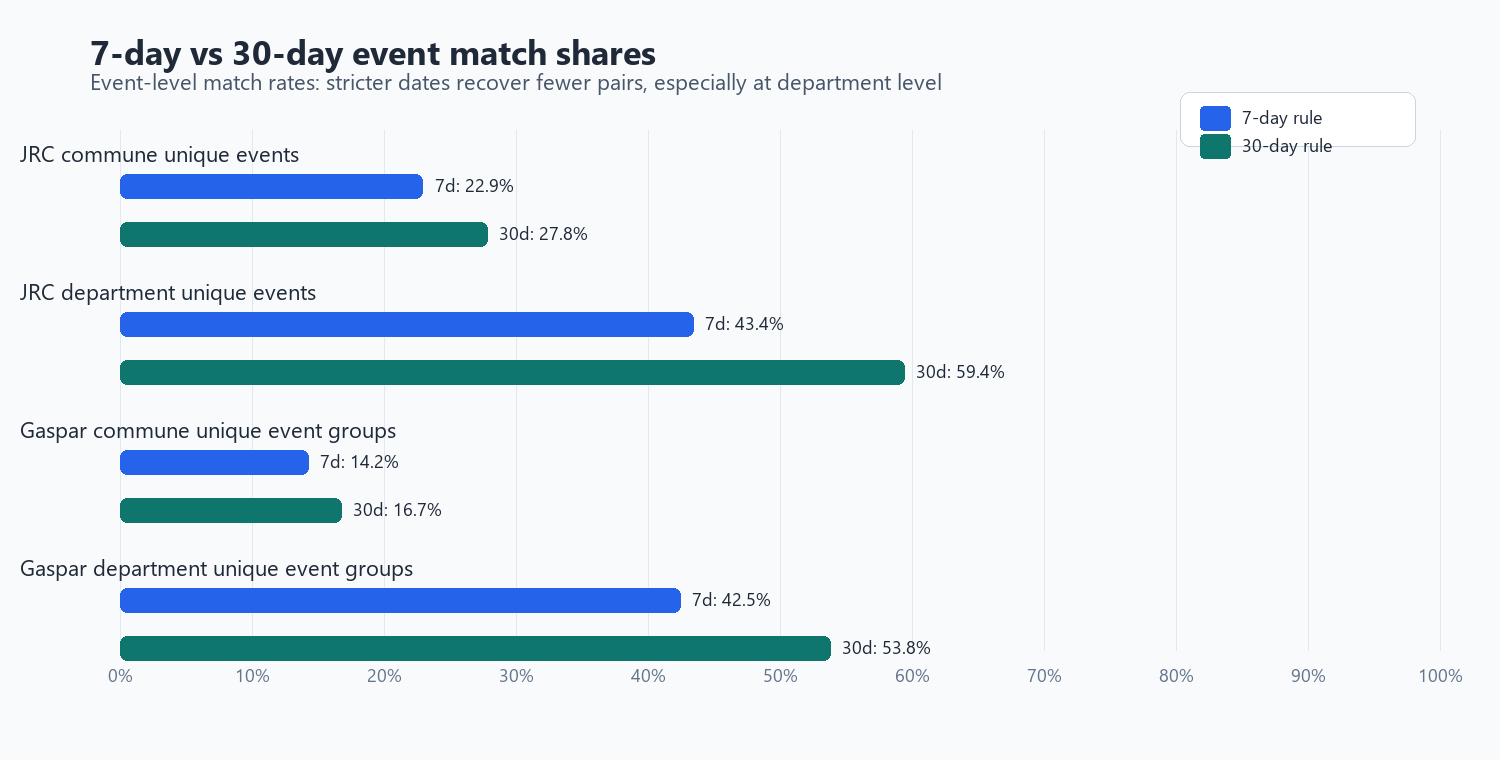 7-day vs 30-day event match shares
Event-level match rates: stricter dates recover fewer pairs, especially at department level
7-day rule
30-day rule
JRC commune unique events
7d: 22.9%
30d: 27.8%
JRC department unique events
7d: 43.4%
30d: 59.4%
Gaspar commune unique event groups
7d: 14.2%
30d: 16.7%
Gaspar department unique event groups
7d: 42.5%
30d: 53.8%
0% 10% 20% 30% 40% 50% 60% 70% 80% 90% 100%